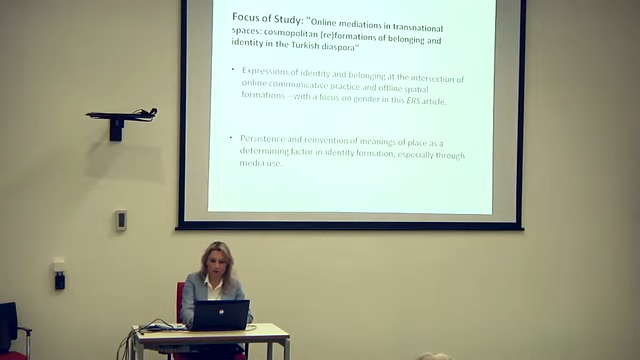 Focus of Study: "Online mediations in transnational
spaces: cosmopolitan (re)formations of belonging and
identity in the Turkish diaspora"
• Expressions of identity and belonging at the intersection of
online communicative practice and offline spatial
formations – with a focus on gender in this ERS article.
• Persistence and reinvention of meanings of place as a
determining factor in identity formation, especially through
media use.